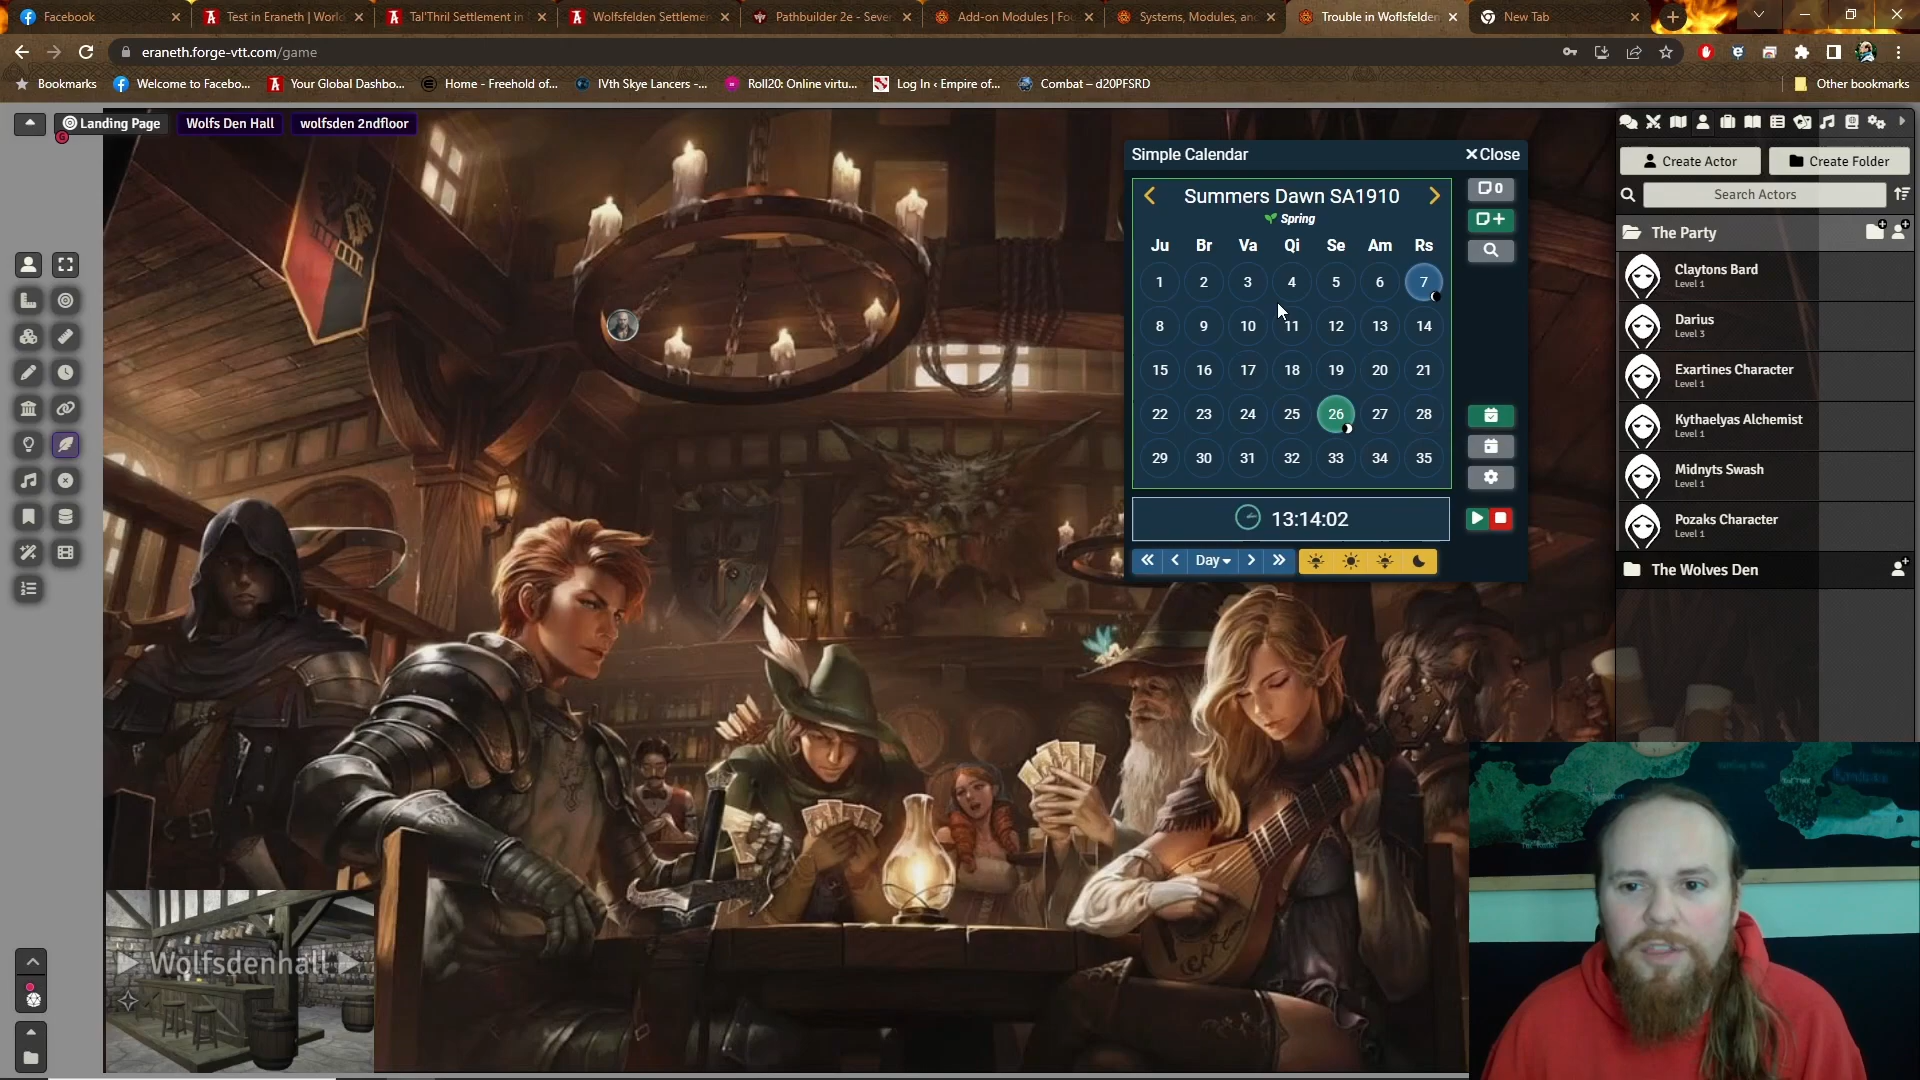 Facebook
Test in Eraneth | World
Tal'Thril Settlement in
Wolfsfelden Settlemen
Pathbuilder 2e - Seve
Add-on Modules | Fo
Systems, Modules, an
Trouble in Woflsfelden
New Tab
eraneth.forge-vtt.com/game
Bookmarks
Welcome to Facebo...
Your Global Dashbo...
Home - Freehold of...
IVth Skye Lancers -...
Roll20: Online virtu...
Log In ‹ Empire of...
Combat – d20PFSRD
Other bookmarks
Landing Page
Wolfs Den Hall
wolfsden 2ndfloor
Simple Calendar
Close
Summers Dawn SA1910
Spring
Ju Br Va Qi Se Am Rs
1 2 3 4 5 6 7
8 9 10 11 12 13 14
15 16 17 18 19 20 21
22 23 24 25 26 27 28
29 30 31 32 33 34 35
0
13:14:02
Day
Create Actor
Create Folder
Search Actors
The Party
Claytons Bard
Level 1
Darius
Level 3
Exartines Character
Level 1
Kythaelyas Alchemist
Level 1
Midnyts Swash
Level 1
Pozaks Character
Level 1
The Wolves Den
Wolfsdenhall